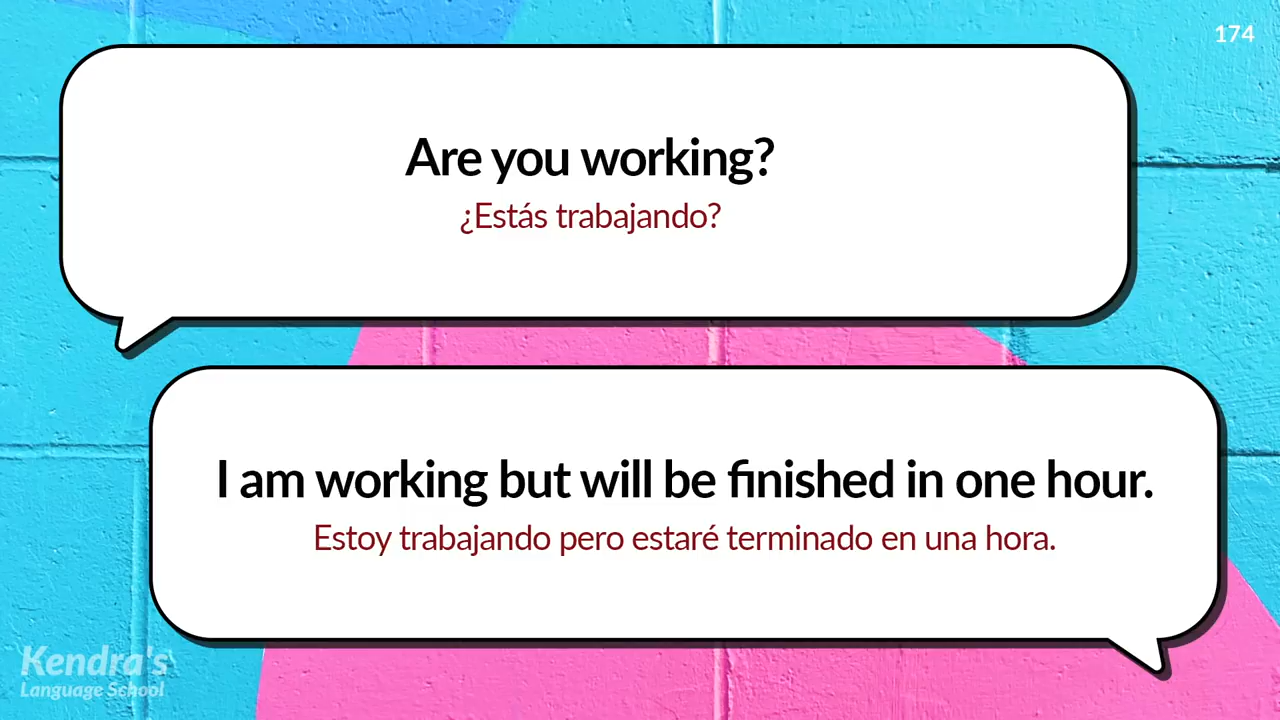 174
Are you working?
¿Estás trabajando?
I am working but will be finished in one hour.
Estoy trabajando pero estaré terminado en una hora.
Kendra's
Language School